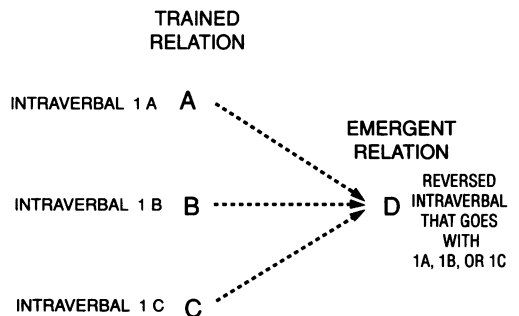 TRAINED
RELATION
INTRAVERBAL 1 A A
EMERGENT
RELATION
INTRAVERBAL 1 B B
D
REVERSED
INTRAVERBAL
THAT GOES
WITH
1A, 1B, OR 1C
INTRAVERBAL 1 C C